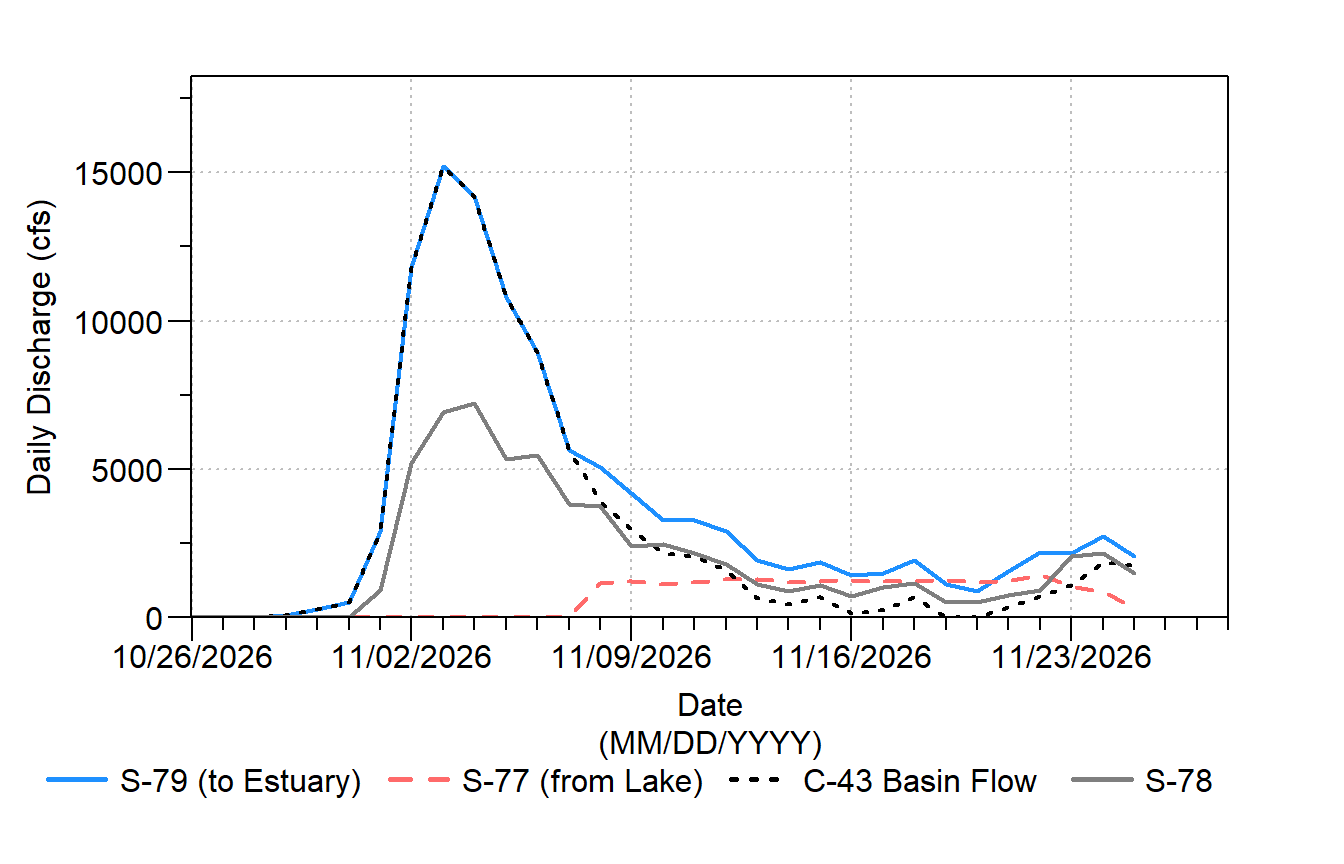 Daily Discharge (cfs)
15000
10000
5000
0
10/26/2026 11/02/2026 11/09/2026 11/16/2026 11/23/2026
Date
(MM/DD/YYYY)
S-79 (to Estuary) S-77 (from Lake) C-43 Basin Flow S-78